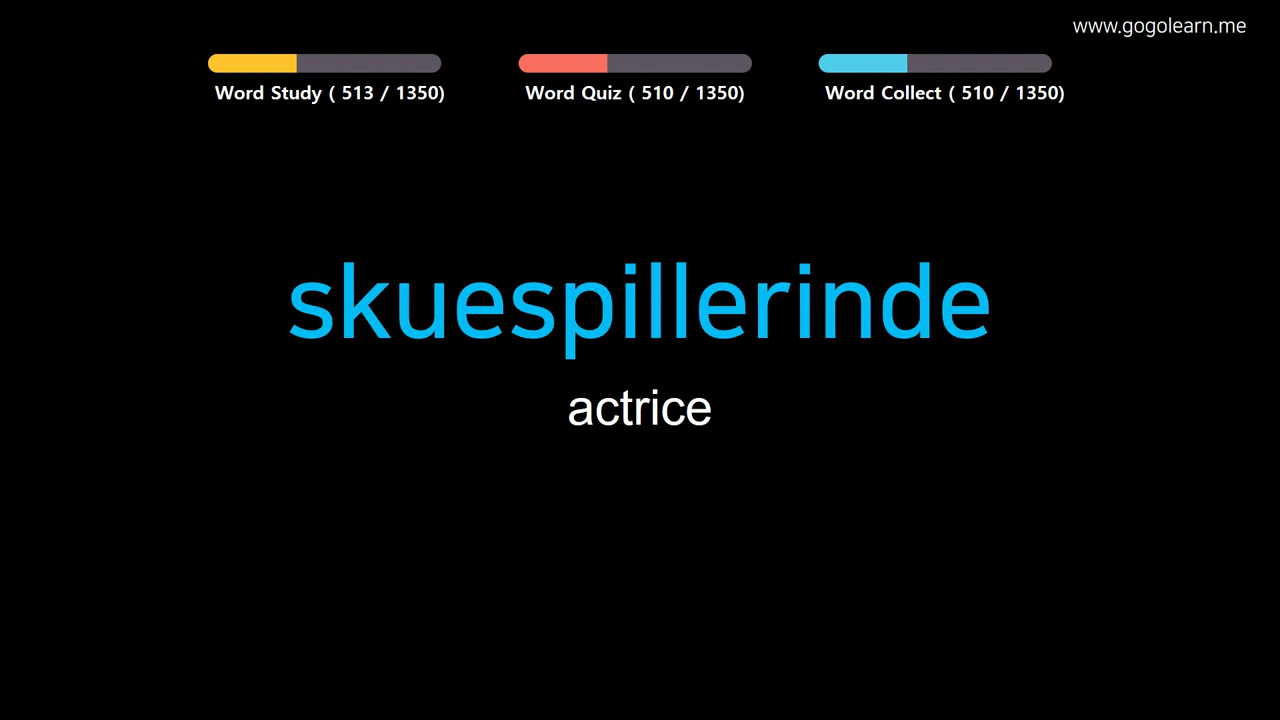 www.gogolearn.me
Word Study ( 513 / 1350)
Word Quiz ( 510 / 1350)
Word Collect ( 510 / 1350)
skuespillerinde
actrice